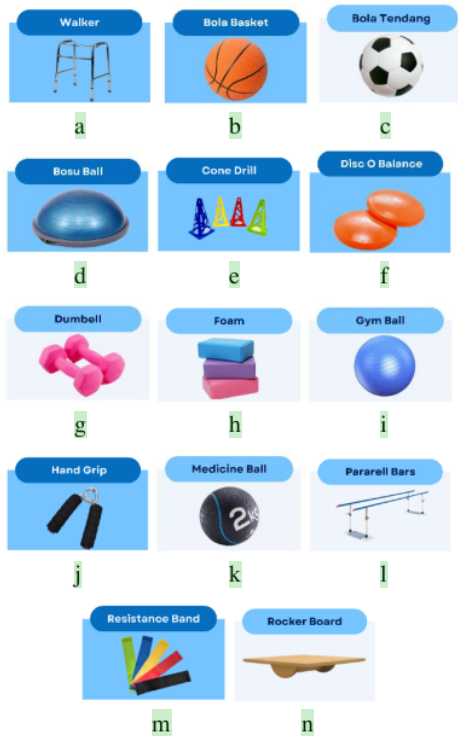 Walker Bola Basket Bola Tendang
a b c
Bosu Ball Cone Drill Disc O Balance
d e f
Dumbell Foam Gym Ball
g h i
Hand Grip Medicine Ball Pararell Bars
2kg
j k l
Resistance Band Rocker Board
m n